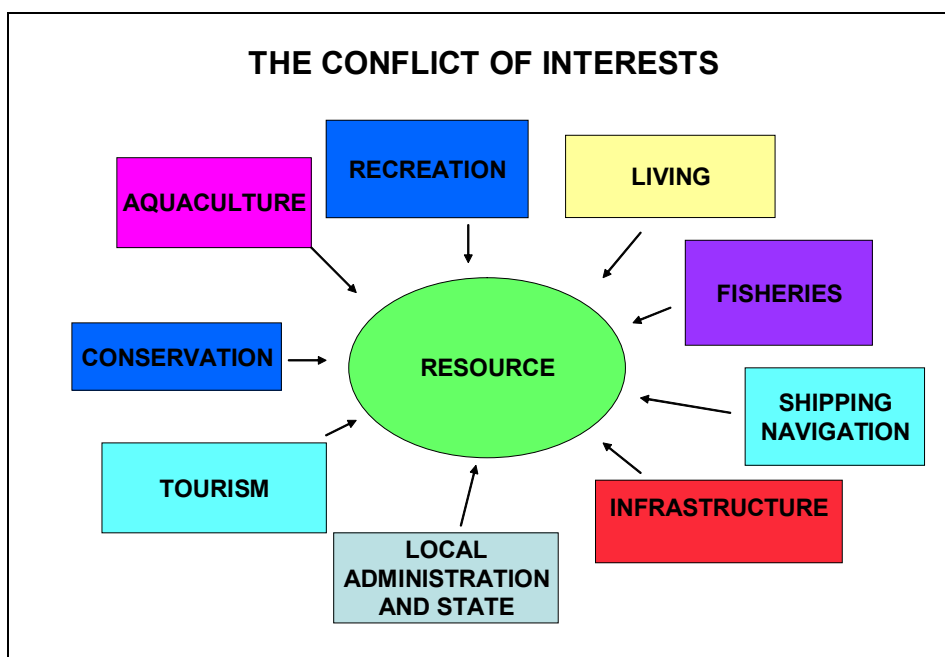 THE CONFLICT OF INTERESTS
RECREATION
LIVING
AQUACULTURE
FISHERIES
CONSERVATION
RESOURCE
SHIPPING
NAVIGATION
TOURISM
INFRASTRUCTURE
LOCAL
ADMINISTRATION
AND STATE